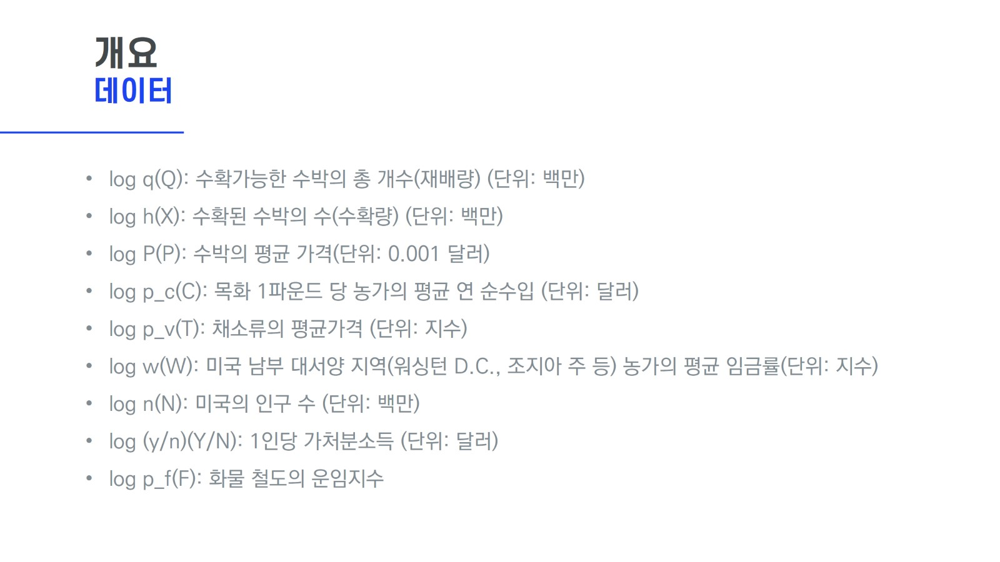 개요
데이터
• log q(Q): 수확가능한 수박의 총 개수(재배량) (단위: 백만)
• log h(X): 수확된 수박의 수(수확량) (단위: 백만)
• log P(P): 수박의 평균 가격(단위: 0.001 달러)
• log p_c(C): 목화 1파운드 당 농가의 평균 연 순수입 (단위: 달러)
• log p_v(T): 채소류의 평균가격 (단위: 지수)
• log w(W): 미국 남부 대서양 지역(워싱턴 D.C., 조지아 주 등) 농가의 평균 임금률(단위: 지수)
• log n(N): 미국의 인구 수 (단위: 백만)
• log (y/n)(Y/N): 1인당 가처분소득 (단위: 달러)
• log p_f(F): 화물 철도의 운임지수